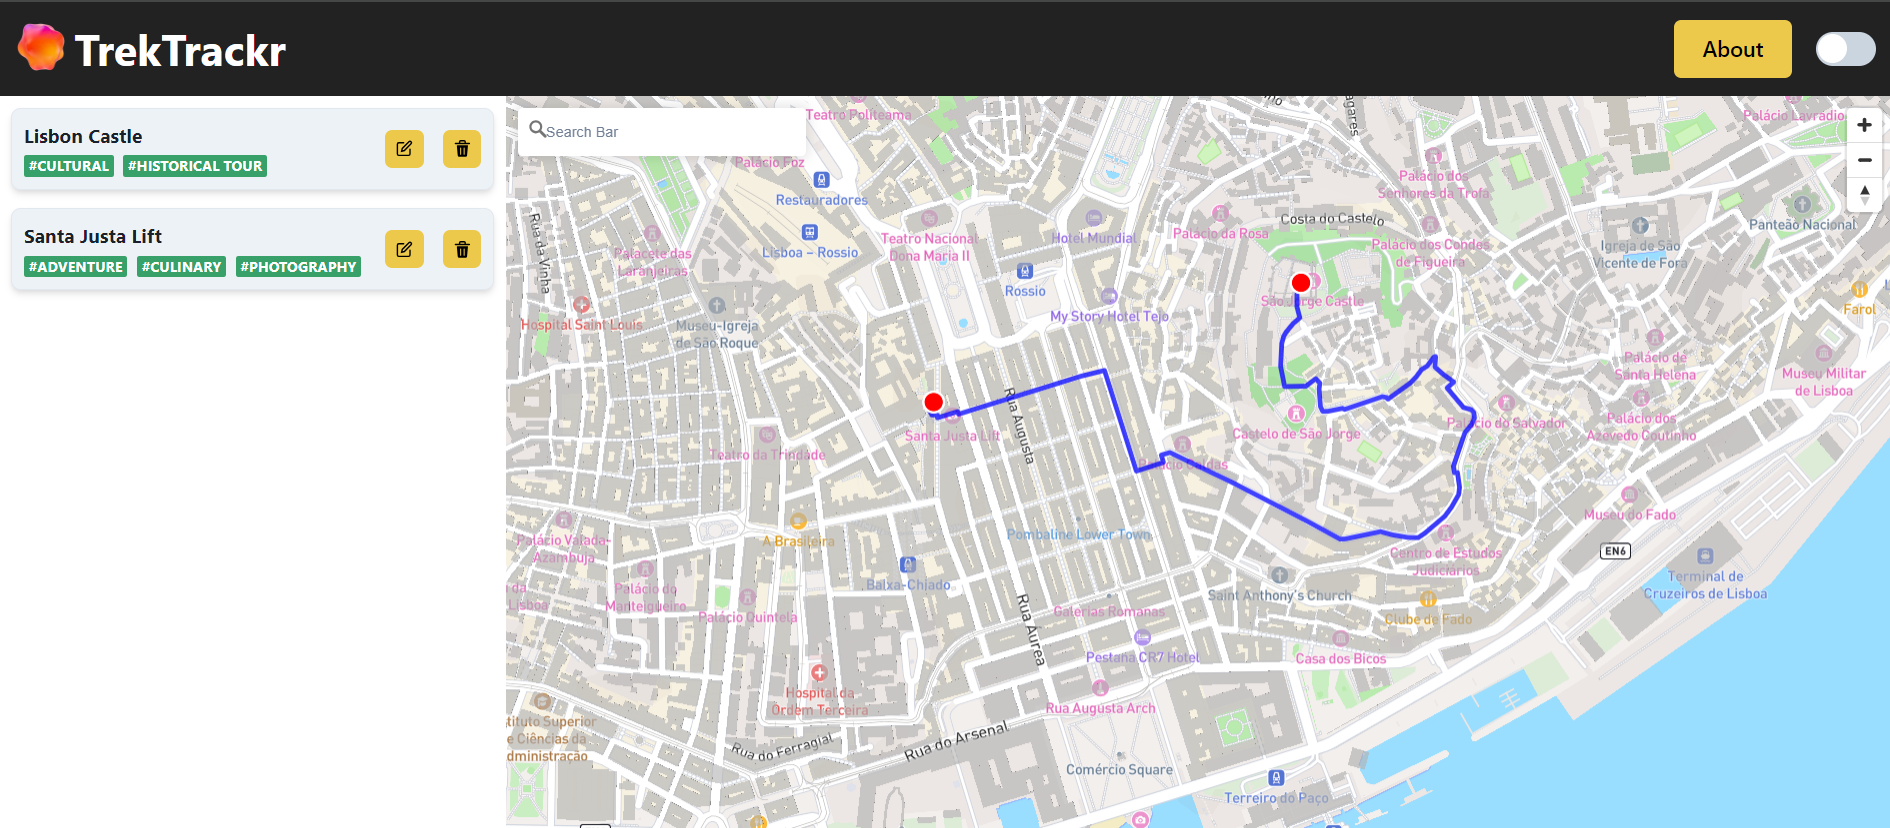 TrekTrackr
About
Lisbon Castle
#CULTURAL #HISTORICAL TOUR
Santa Justa Lift
#ADVENTURE #CULINARY #PHOTOGRAPHY
Search Bar
Teatro Politeama
Palácio Foz
Restauradores
Lisboa – Rossio
Teatro Nacional
Dona Maria II
Hotel Mundial
Rossio
My Story Hotel Tejo
Rua da Vinha
Palacete das
Laranjeiras
Hospital Saint Louis
Museu-Igreja
de São Roque
Palácio da Rosa
Costa do Castelo
Palácio dos
Senhores da Trofa
Palácio dos Condes
de Figueira
Palácio Lavradio
Igreja de São
Vicente de Fora
Panteão Nacional
Farol
São Jorge Castle
Castelo de São Jorge
Palácio do Salvador
Palácio de
Santa Helena
Palácio dos
Azevedo Coutinho
Museu Militar
de Lisboa
Santa Justa Lift
Rua Augusta
Teatro da Trindade
Palácio Caldas
A Brasileira
Pombaline Lower Town
Museu do Fado
EN6
Terminal de
Cruzeiros de Lisboa
Centro de Estudos
Judiciários
Palácio Valada-
Azambuja
Palácio do
Manteigueiro
Palácio Quintela
Baixa-Chiado
Rua Áurea
Galerias Romanas
Saint Anthony's Church
Clube de Fado
Casa dos Bicos
Pestana CR7 Hotel
Rua Augusta Arch
Hospital da
Ordem Terceira
Rua do Ferragial
Rua do Arsenal
Comércio Square
Terreiro do Paço
tituto Superior
e Ciências da
dministração
da
Lisboa
agares